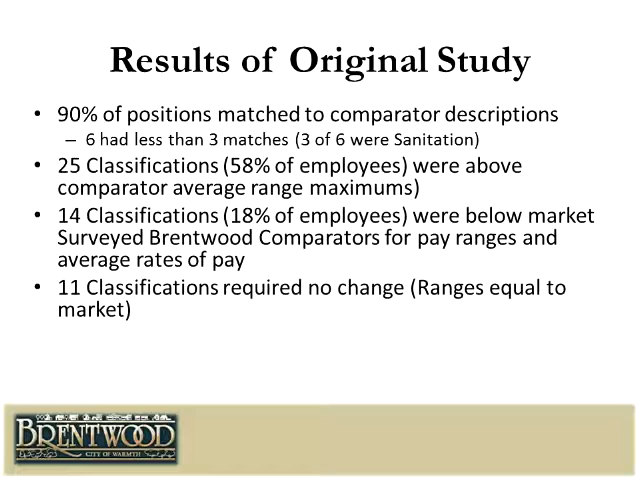 Results of Original Study
• 90% of positions matched to comparator descriptions
– 6 had less than 3 matches (3 of 6 were Sanitation)
• 25 Classifications (58% of employees) were above
comparator average range maximums)
• 14 Classifications (18% of employees) were below market
Surveyed Brentwood Comparators for pay ranges and
average rates of pay
• 11 Classifications required no change (Ranges equal to
market)
BRENTWOOD
CITY OF WARMTH